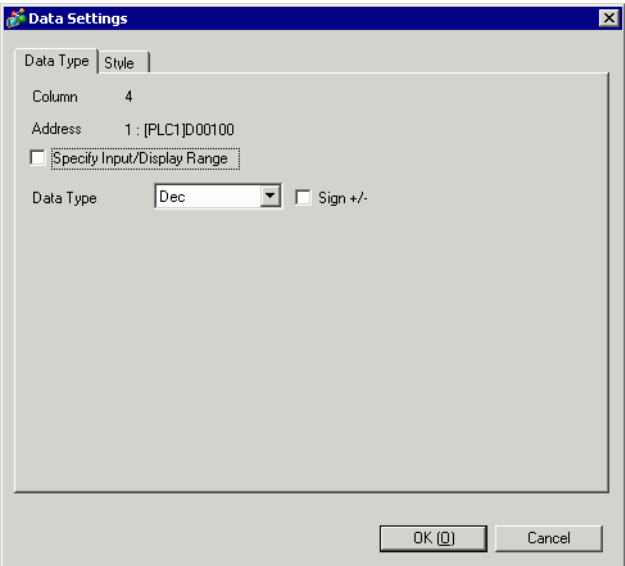 Data Settings
Data Type Style
Column 4
Address 1 : [PLC1]D00100
Specify Input/Display Range
Data Type Dec Sign +/-
OK (O) Cancel